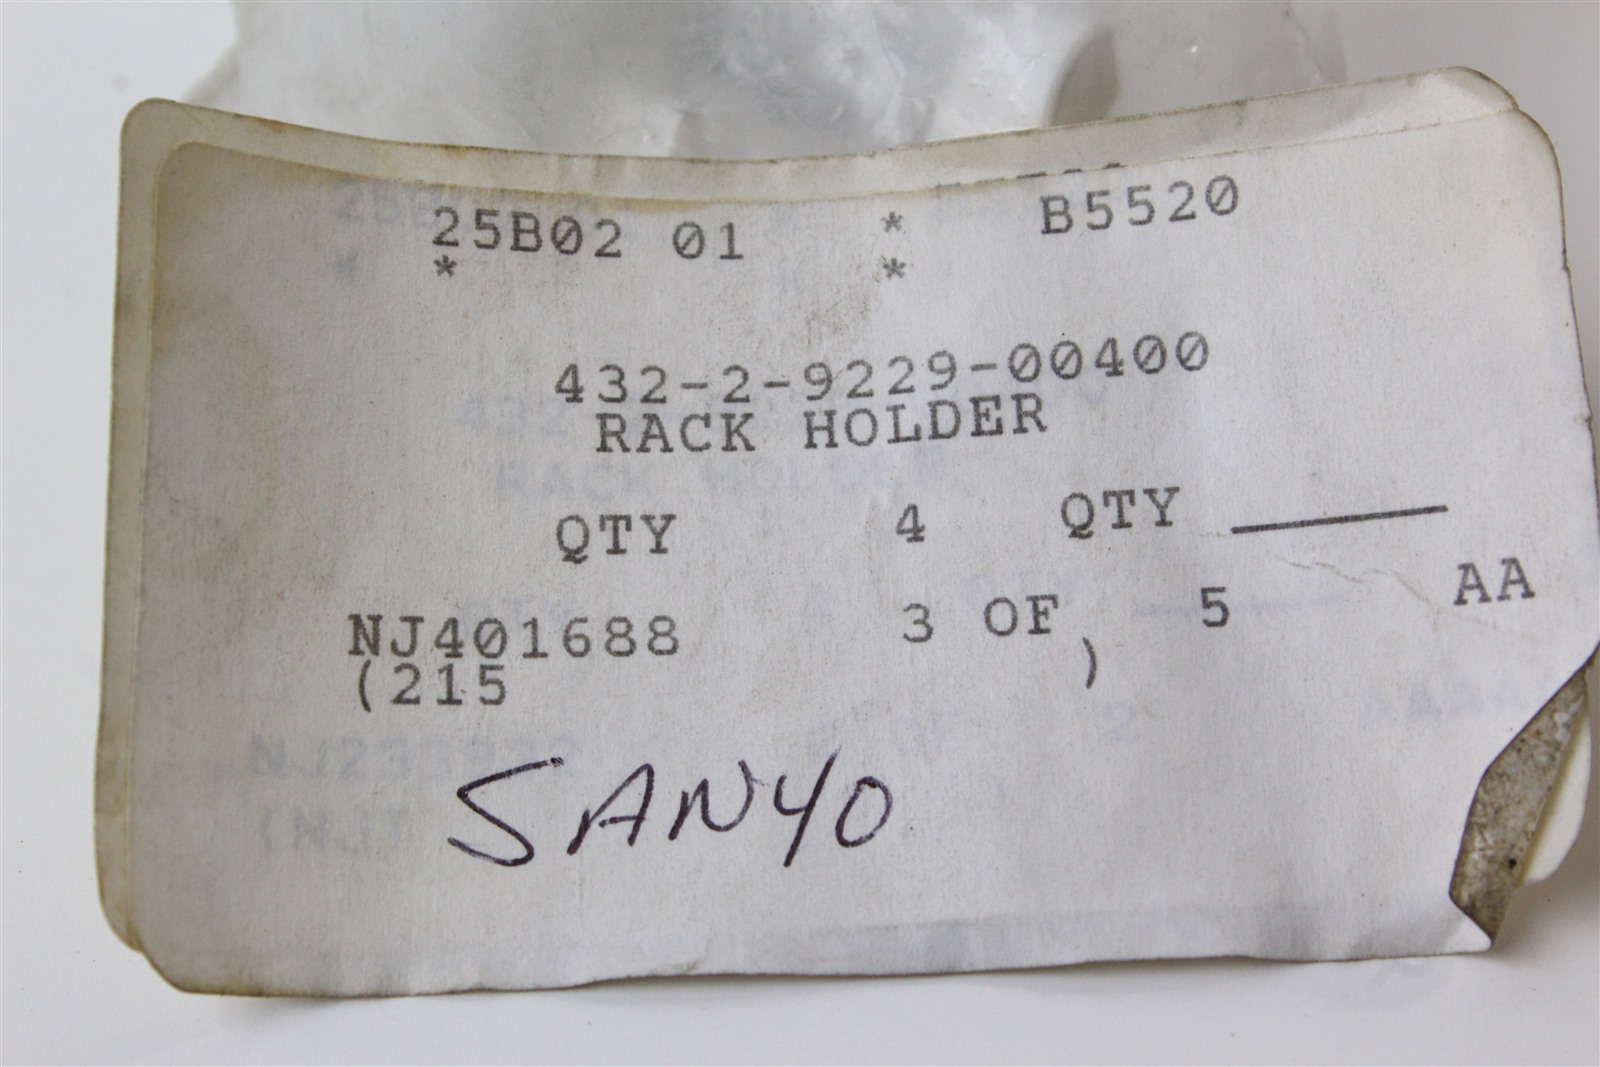 25B02 01 * B5520
* *
432-2-9229-00400
RACK HOLDER
QTY 4 QTY ____
NJ401688 3 OF 5 AA
(215 )
SANYO